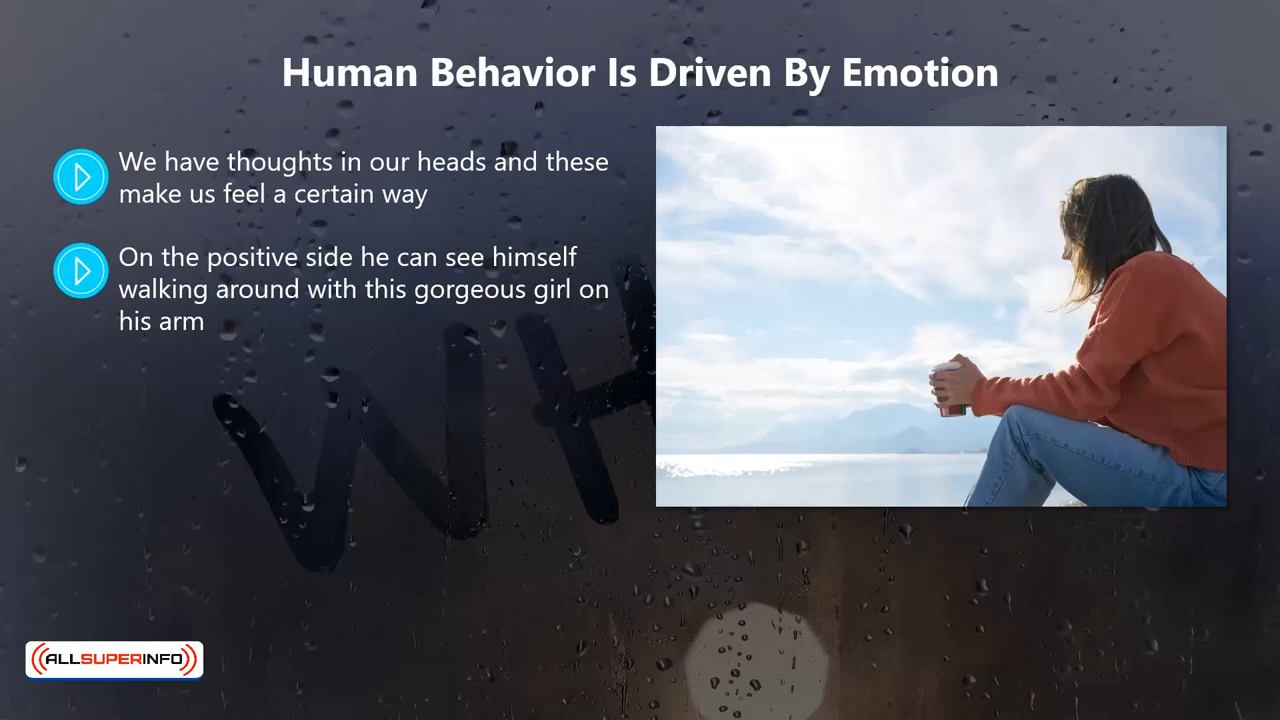 Human Behavior Is Driven By Emotion
We have thoughts in our heads and these
make us feel a certain way
On the positive side he can see himself
walking around with this gorgeous girl on
his arm
WH
ALLSUPERINFO